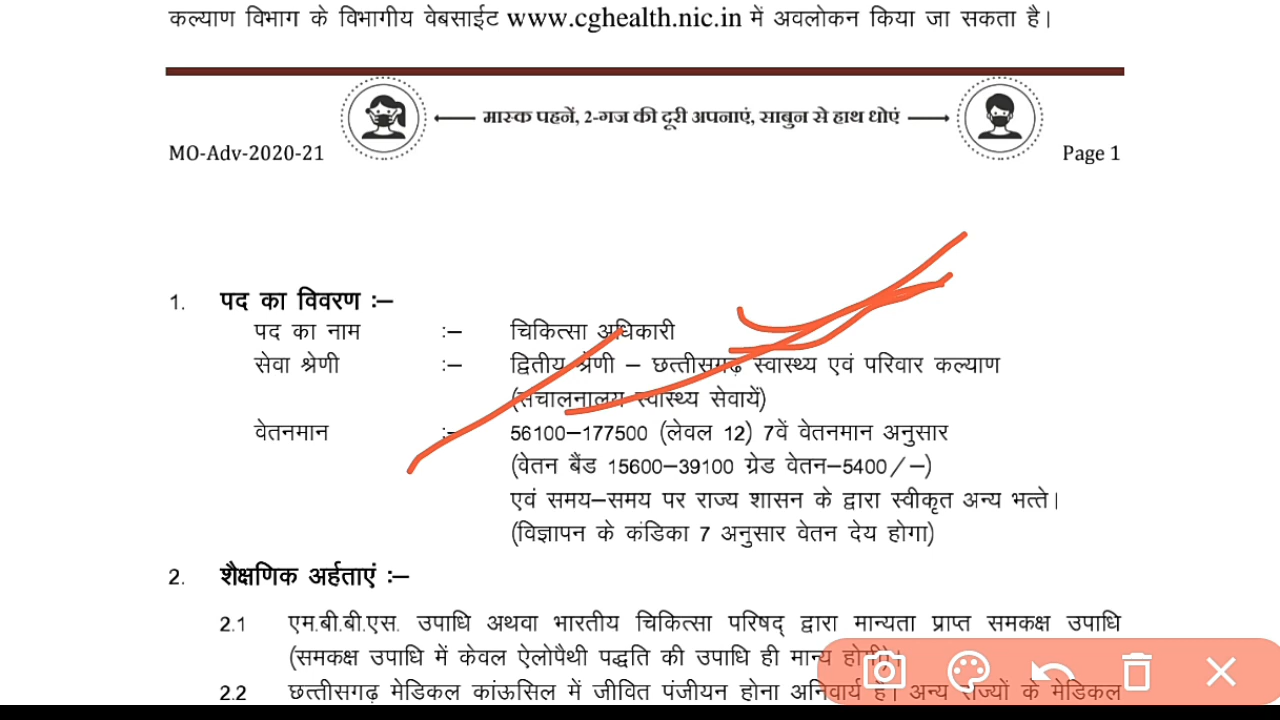 कल्याण विभाग के विभागीय वेबसाईट www.cghealth.nic.in में अवलोकन किया जा सकता है।
मास्क पहनें, 2-गज की दूरी अपनाएं, साबुन से हाथ धोएं
MO-Adv-2020-21 Page 1
1. पद का विवरण :–
पद का नाम :– चिकित्सा अधिकारी
सेवा श्रेणी :– द्वितीय श्रेणी – छत्तीसगढ़ स्वास्थ्य एवं परिवार कल्याण
(संचालनालय स्वास्थ्य सेवायें)
वेतनमान :– 56100–177500 (लेवल 12) 7वें वेतनमान अनुसार
(वेतन बैंड 15600–39100 ग्रेड वेतन–5400/–)
एवं समय–समय पर राज्य शासन के द्वारा स्वीकृत अन्य भत्ते।
(विज्ञापन के कंडिका 7 अनुसार वेतन देय होगा)
2. शैक्षणिक अर्हताएं :–
2.1 एम.बी.बी.एस. उपाधि अथवा भारतीय चिकित्सा परिषद् द्वारा मान्यता प्राप्त समकक्ष उपाधि
(समकक्ष उपाधि में केवल ऐलोपैथी पद्धति की उपाधि ही मान्य होगी)।
2.2 छत्तीसगढ़ मेडिकल कांऊसिल में जीवित पंजीयन होना अनिवार्य है। अन्य राज्यों के मेडिकल